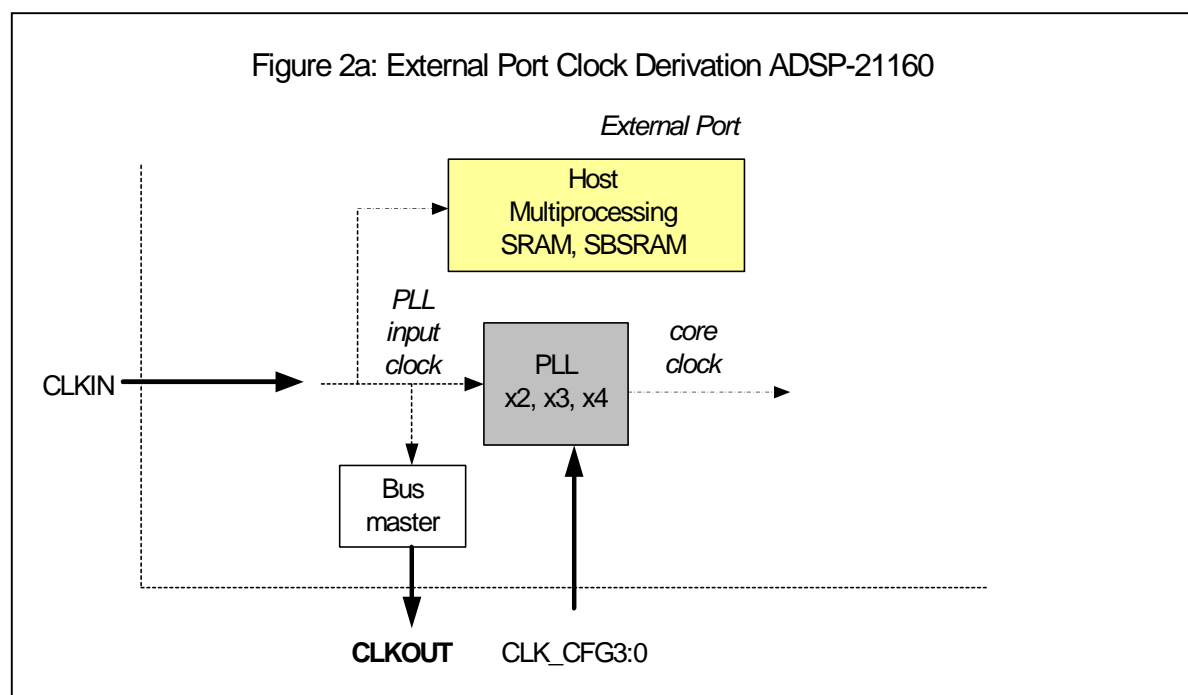 Figure 2a: External Port Clock Derivation ADSP-21160
External Port
Host
Multiprocessing
SRAM, SBSRAM
PLL
input
clock
PLL
x2, x3, x4
core
clock
CLKIN
Bus
master
CLKOUT
CLK_CFG3:0